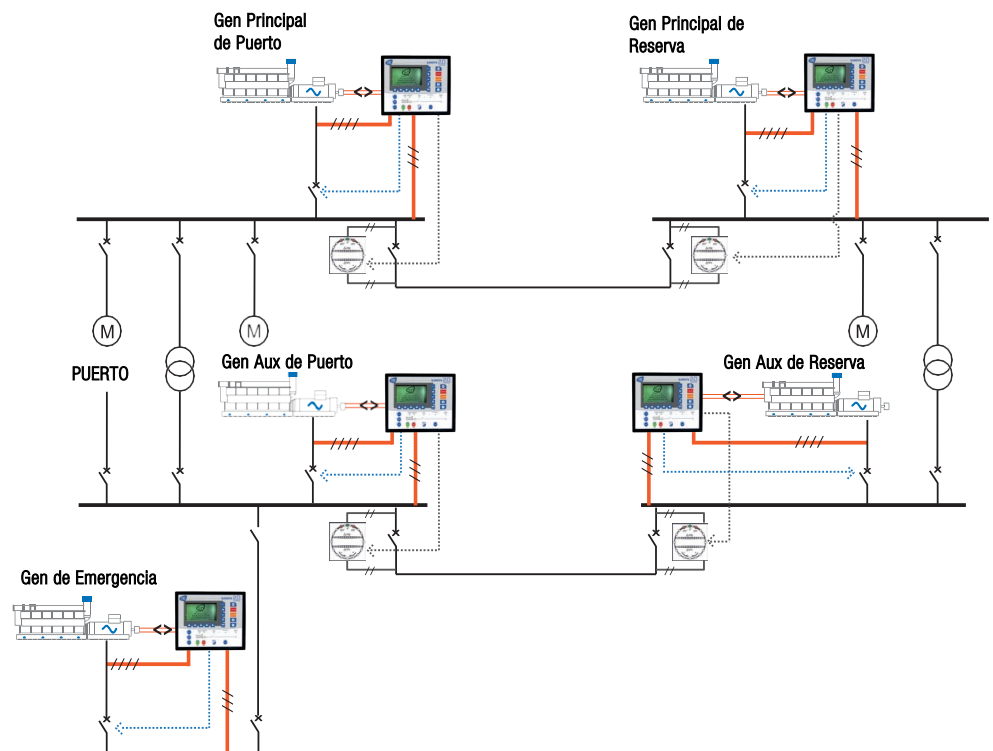 Gen Principal
de Puerto
Gen Principal de
Reserva
M
M
M
PUERTO
Gen Aux de Puerto
Gen Aux de Reserva
Gen de Emergencia